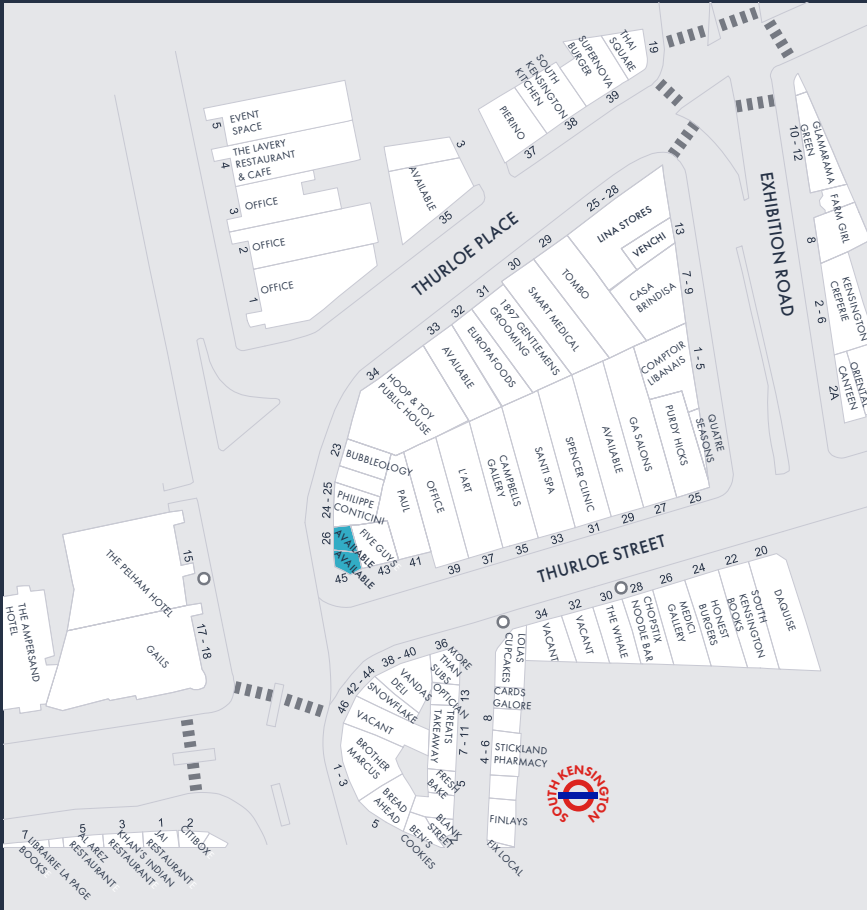 5
EVENT
SPACE
4
THE LAVERY
RESTAURANT
& CAFE
3
OFFICE
2
OFFICE
1
OFFICE
3
AVAILABLE
35
PIERINO
37
SOUTH
KENSINGTON
KITCHEN
38
SUPERNOVA
BURGER
39
THAI
SQUARE
19
THURLOE PLACE
EXHIBITION ROAD
10 - 12
GLAMARAMA
GREEN
FARM GIRL
8
KENSINGTON
CREPERIE
2 - 6
ORIENTAL
CANTEEN
2A
25 - 28
LINA STORES
13
VENCHI
7 - 9
CASA
BRINDISA
29
TOMBO
30
SMART MEDICAL
31
1897 GENTLEMENS
GROOMING
32
EUROPAFOODS
33
AVAILABLE
34
HOOP & TOY
PUBLIC HOUSE
1 - 5
COMPTOIR
LIBANAIS
QUATRE
SEASONS
PURDY HICKS
25
GA SALONS
27
AVAILABLE
29
SPENCER CLINIC
31
SANTI SPA
33
CAMPBELLS
GALLERY
35
L'ART
37
OFFICE
39
PAUL
41
23
BUBBLEOLOGY
24 - 25
PHILIPPE
CONTICINI
26
AVAILABLE
AVAILABLE
FIVE GUYS
43
45
THURLOE STREET
15
THE PELHAM HOTEL
17 - 18
GAILS
THE AMPERSAND
HOTEL
20
DAQUISE
22
SOUTH
KENSINGTON
BOOKS
24
HONEST
BURGERS
26
MEDICI
GALLERY
28
CHOPSTIX
NOODLE BAR
30
THE WHALE
32
VACANT
34
VACANT
LOLAS
CUPCAKES
CARDS
GALORE
8
4 - 6
STICKLAND
PHARMACY
FINLAYS
FIX LOCAL
SOUTH KENSINGTON
36
MORE
THAN
SUBS
38 - 40
VANDAS
DELI
42 - 44
SNOWFLAKE
46
VACANT
OPTICIAN
13
TREATS
TAKEAWAY
7 - 11
5
FRESH
BAKE
BROTHER
MARCUS
1 - 3
BREAD
AHEAD
5
BEN'S
COOKIES
BLANK
STREET
2
CITIBOX
1
JAI
RESTAURANT
3
KHAN'S INDIAN
RESTAURANT
5
AL AREZ
RESTAURANT
7
LIBRAIRIE LA PAGE
BOOKS